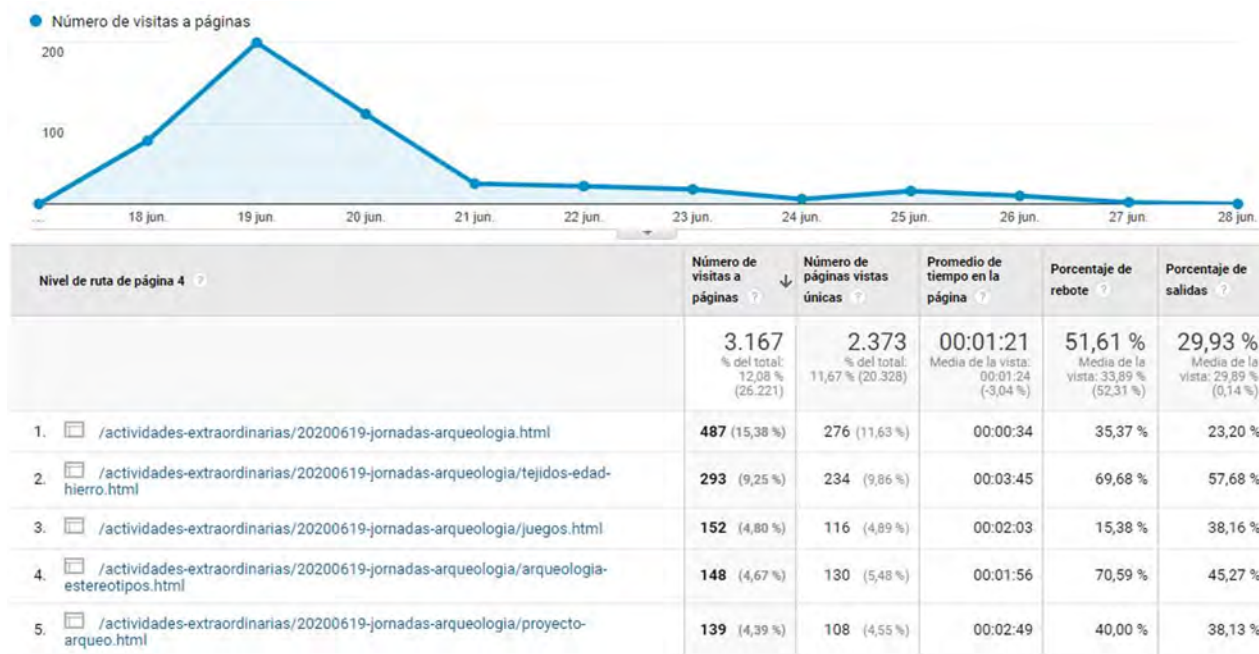 Número de visitas a páginas
200
100
... 18 jun. 19 jun. 20 jun. 21 jun. 22 jun. 23 jun. 24 jun. 25 jun. 26 jun. 27 jun. 28 jun.
Nivel de ruta de página 4 ?
Número de
visitas a
páginas ?
Número de
páginas vistas
únicas ?
Promedio de
tiempo en la
página ?
Porcentaje de
rebote ?
Porcentaje de
salidas ?
3.167
% del total:
12,08 %
(26.221)
2.373
% del total:
11,67 % (20.328)
00:01:21
Media de la vista:
00:01:24
(-3,04 %)
51,61 %
Media de la
vista: 33,89 %
(52,31 %)
29,93 %
Media de la
vista: 29,89 %
(0,14 %)
1. /actividades-extraordinarias/20200619-jornadas-arqueologia.html 487 (15,38 %) 276 (11,63 %) 00:00:34 35,37 % 23,20 %
2. /actividades-extraordinarias/20200619-jornadas-arqueologia/tejidos-edad-
hierro.html 293 (9,25 %) 234 (9,86 %) 00:03:45 69,68 % 57,68 %
3. /actividades-extraordinarias/20200619-jornadas-arqueologia/juegos.html 152 (4,80 %) 116 (4,89 %) 00:02:03 15,38 % 38,16 %
4. /actividades-extraordinarias/20200619-jornadas-arqueologia/arqueologia-
estereotipos.html 148 (4,67 %) 130 (5,48 %) 00:01:56 70,59 % 45,27 %
5. /actividades-extraordinarias/20200619-jornadas-arqueologia/proyecto-
arqueo.html 139 (4,39 %) 108 (4,55 %) 00:02:49 40,00 % 38,13 %